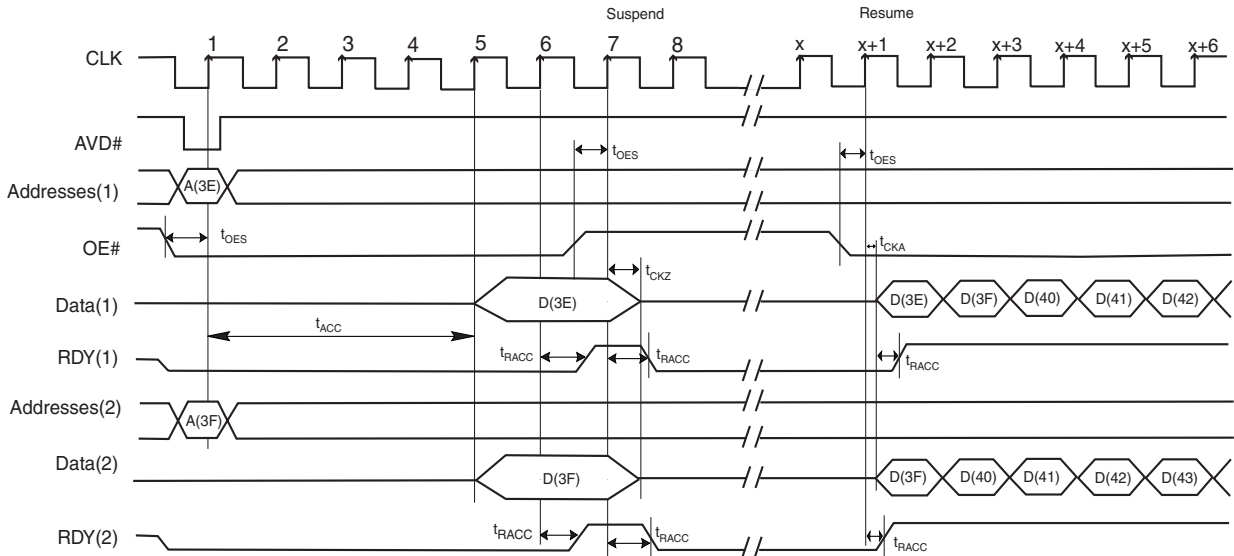 Suspend Resume
CLK 1 2 3 4 5 6 7 8 x x+1 x+2 x+3 x+4 x+5 x+6
AVD#
tOES tOES
Addresses(1) A(3E)
OE# tOES tCKA
tCKZ
Data(1) D(3E) D(3E) D(3F) D(40) D(41) D(42)
tACC
RDY(1) tRACC tRACC tRACC
Addresses(2) A(3F)
Data(2) D(3F) D(3F) D(40) D(41) D(42) D(43)
RDY(2) tRACC tRACC tRACC